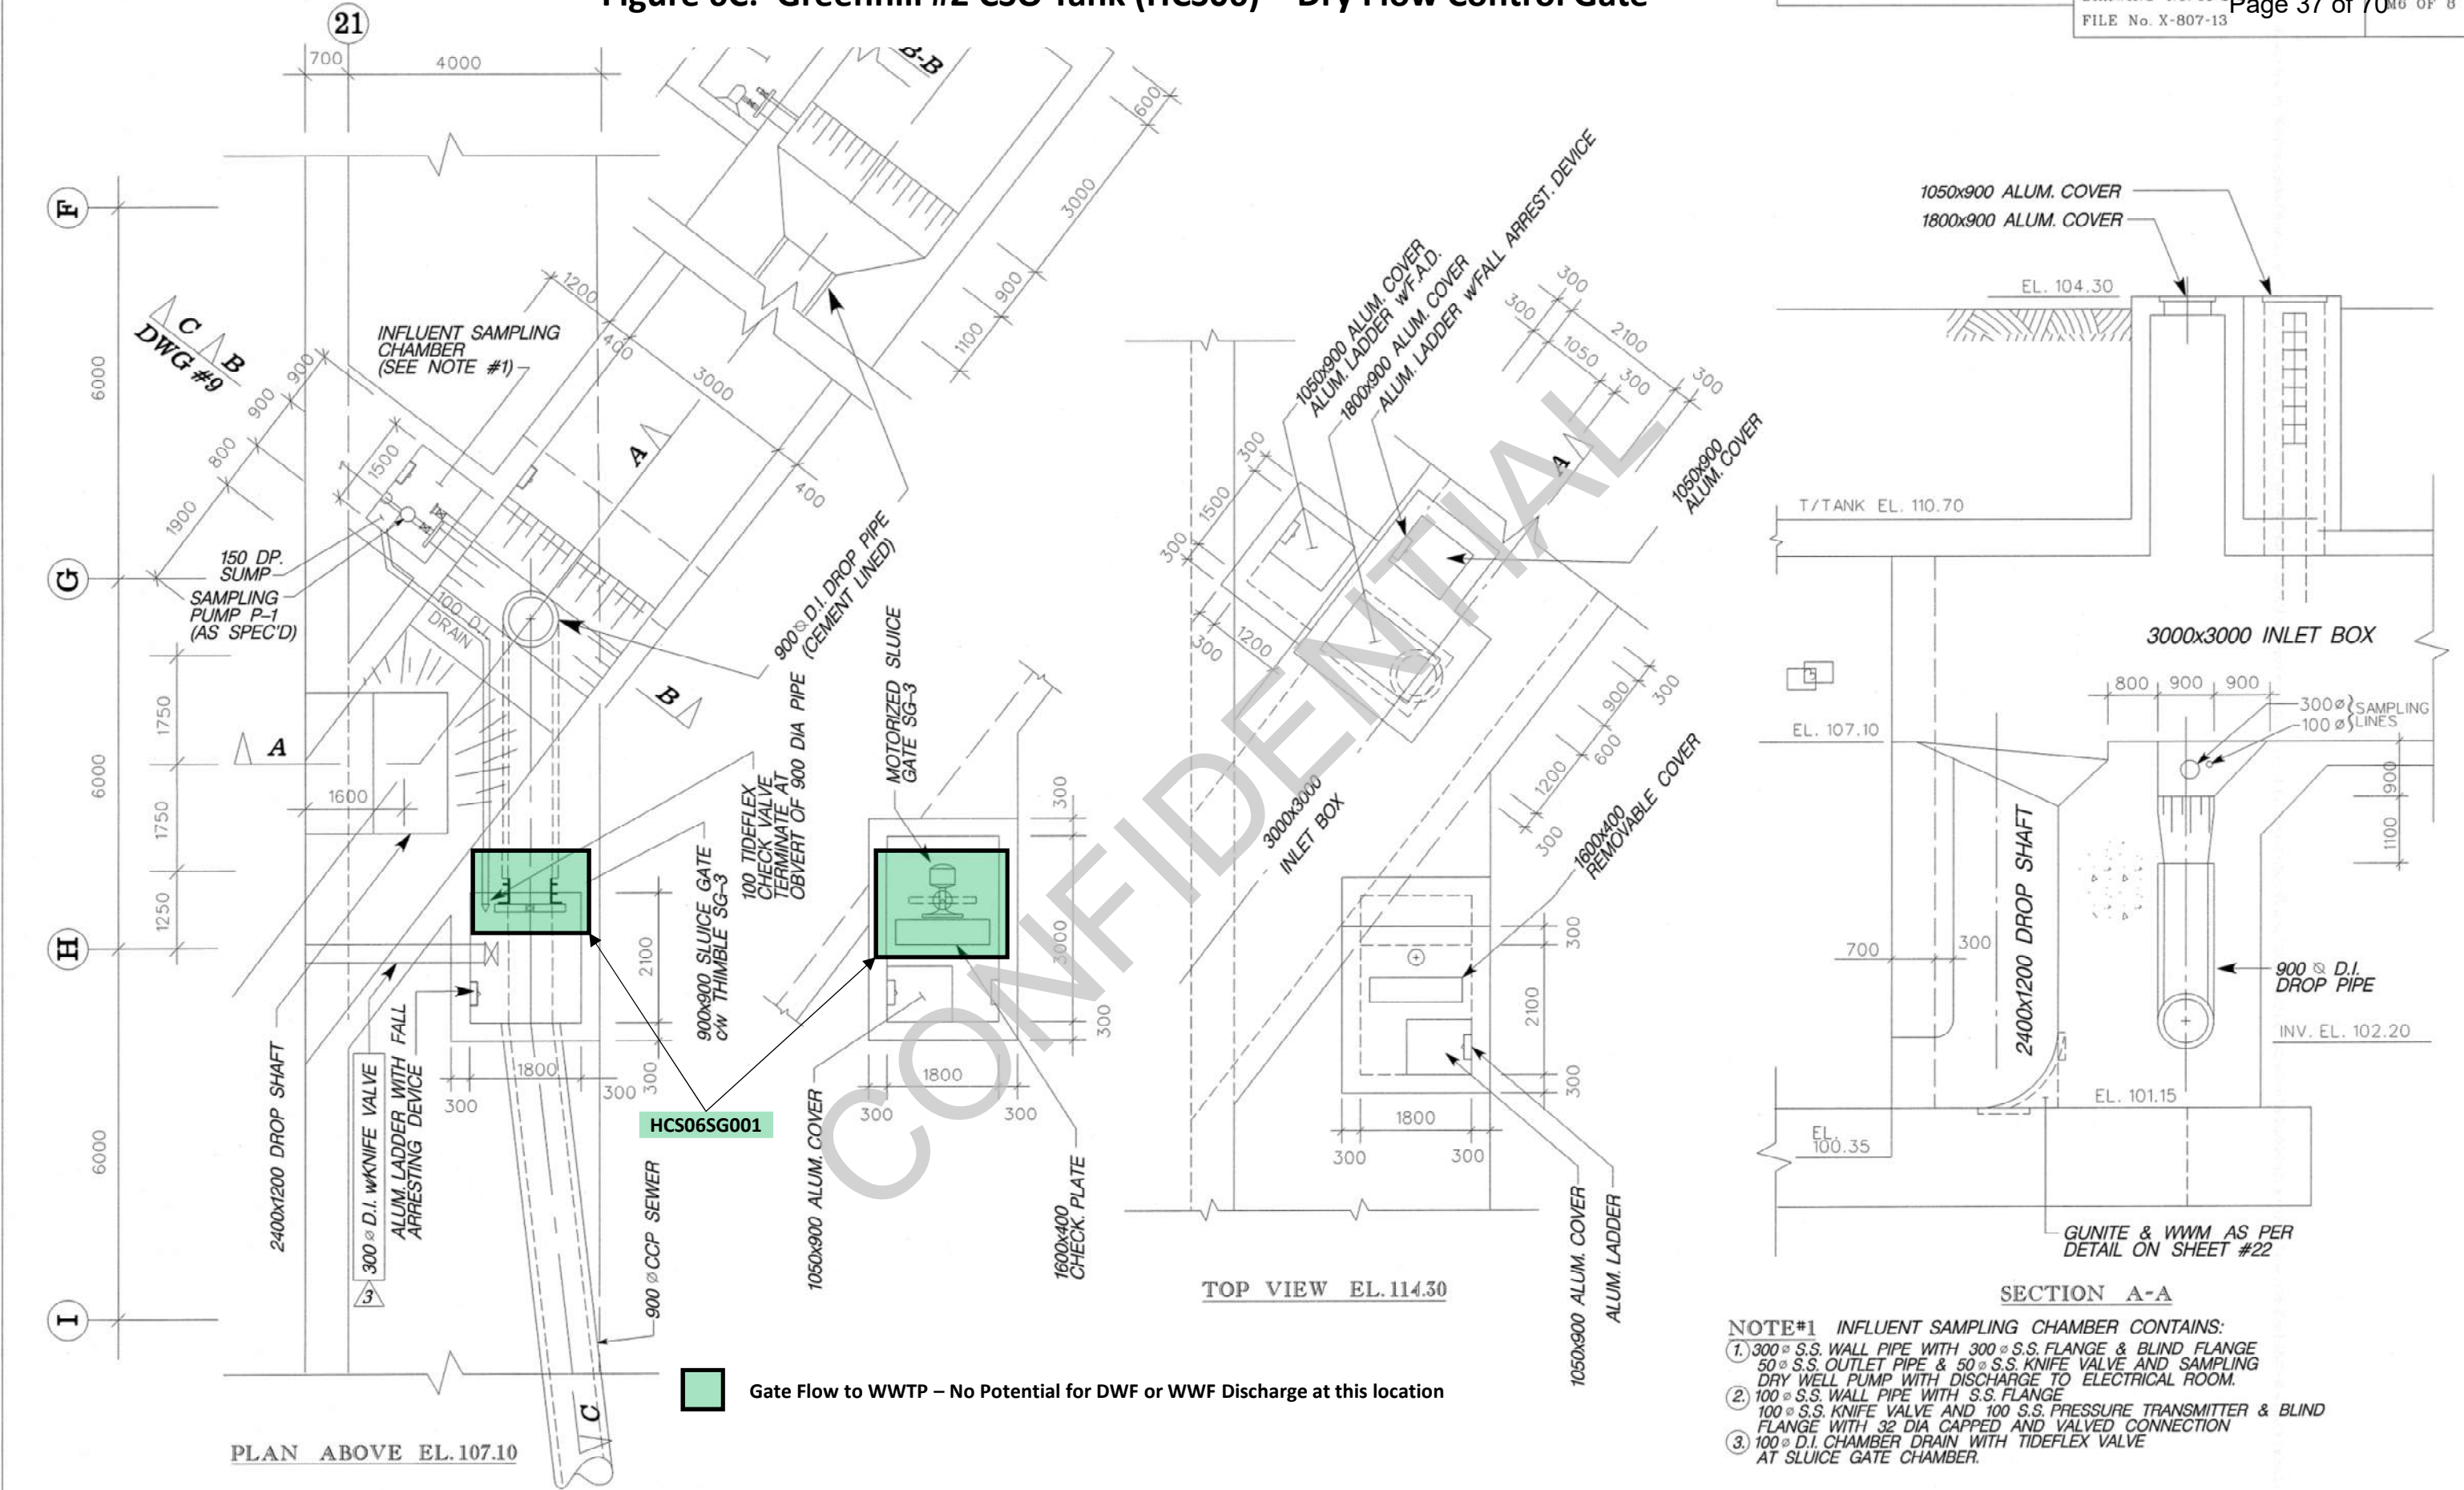 Page 37 of 70
M6 OF 8
FILE No. X-807-13
21
700
4000
B-B
600
3000
900
1100
F
G
H
I
6000
6000
6000
C
B
DWG #9
INFLUENT SAMPLING
CHAMBER
(SEE NOTE #1)
1200
400
3000
400
900
900
800
1900
1500
A
150 DP.
SUMP
SAMPLING
PUMP P-1
(AS SPEC'D)
100 D.I.
DRAIN
900⌀ D.I. DROP PIPE
(CEMENT LINED)
B
A
1750
1750
1250
1600
100 TIDEFLEX
CHECK VALVE
TERMINATE AT
OBVERT OF 900 DIA PIPE
900x900 SLUICE GATE
c/w THIMBLE SG-3
2100
300
1800
300
300
2400x1200 DROP SHAFT
300 ⌀ D.I. w/KNIFE VALVE
3
ALUM. LADDER WITH FALL
ARRESTING DEVICE
HCS06SG001
900 ⌀ CCP SEWER
C
PLAN ABOVE EL. 107.10
MOTORIZED SLUICE
GATE SG-3
300
3000
300
300
1800
300
1050x900 ALUM. COVER
1600x400
CHECK. PLATE
Gate Flow to WWTP – No Potential for DWF or WWF Discharge at this location
CONFIDENTIAL
1050x900 ALUM. COVER
ALUM. LADDER w/F.A.D.
1800x900 ALUM. COVER
ALUM. LADDER w/FALL ARREST. DEVICE
300
300
2100
1050
300
300
A
1050x900
ALUM. COVER
300
1500
300
1200
300
900
300
600
1200
300
3000x3000
INLET BOX
1600x400
REMOVABLE COVER
300
2100
300
1800
300
300
1050x900 ALUM. COVER
ALUM. LADDER
TOP VIEW EL. 114.30
1050x900 ALUM. COVER
1800x900 ALUM. COVER
EL. 104.30
T/TANK EL. 110.70
3000x3000 INLET BOX
800
900
900
300⌀
100 ⌀
SAMPLING
LINES
EL. 107.10
900
1100
2400x1200 DROP SHAFT
700
300
900 ⌀ D.I.
DROP PIPE
INV. EL. 102.20
EL. 101.15
EL.
100.35
GUNITE & WWM AS PER
DETAIL ON SHEET #22
SECTION A-A
NOTE#1 INFLUENT SAMPLING CHAMBER CONTAINS:
1. 300 ⌀ S.S. WALL PIPE WITH 300 ⌀ S.S. FLANGE & BLIND FLANGE
50 ⌀ S.S. OUTLET PIPE & 50 ⌀ S.S. KNIFE VALVE AND SAMPLING
DRY WELL PUMP WITH DISCHARGE TO ELECTRICAL ROOM.
2. 100 ⌀ S.S. WALL PIPE WITH S.S. FLANGE
100 ⌀ S.S. KNIFE VALVE AND 100 S.S. PRESSURE TRANSMITTER & BLIND
FLANGE WITH 32 DIA CAPPED AND VALVED CONNECTION
3. 100 ⌀ D.I. CHAMBER DRAIN WITH TIDEFLEX VALVE
AT SLUICE GATE CHAMBER.